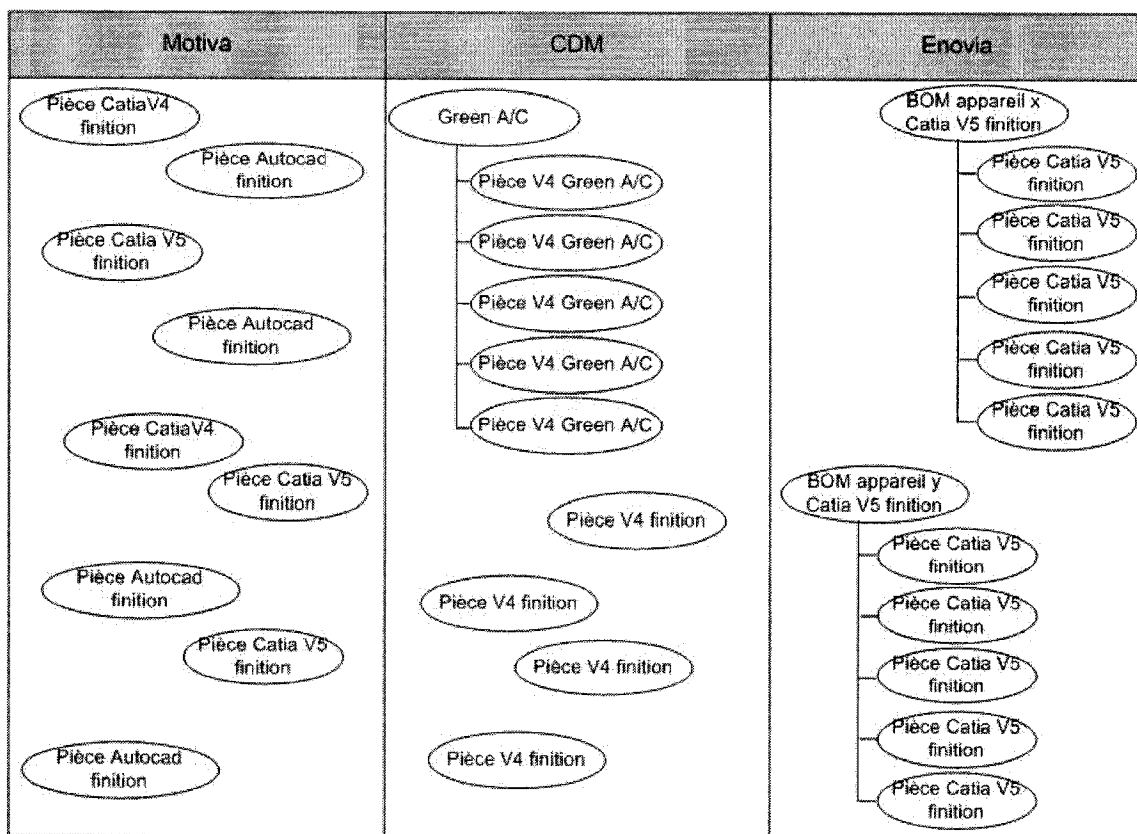 Motiva
CDM
Enovia
Pièce CatiaV4
finition
Pièce Autocad
finition
Pièce Catia V5
finition
Pièce Autocad
finition
Pièce CatiaV4
finition
Pièce Catia V5
finition
Pièce Autocad
finition
Pièce Catia V5
finition
Pièce Autocad
finition
Green A/C
Pièce V4 Green A/C
Pièce V4 Green A/C
Pièce V4 Green A/C
Pièce V4 Green A/C
Pièce V4 Green A/C
Pièce V4 finition
Pièce V4 finition
Pièce V4 finition
Pièce V4 finition
BOM appareil x
Catia V5 finition
Pièce Catia V5
finition
Pièce Catia V5
finition
Pièce Catia V5
finition
Pièce Catia V5
finition
Pièce Catia V5
finition
BOM appareil y
Catia V5 finition
Pièce Catia V5
finition
Pièce Catia V5
finition
Pièce Catia V5
finition
Pièce Catia V5
finition
Pièce Catia V5
finition